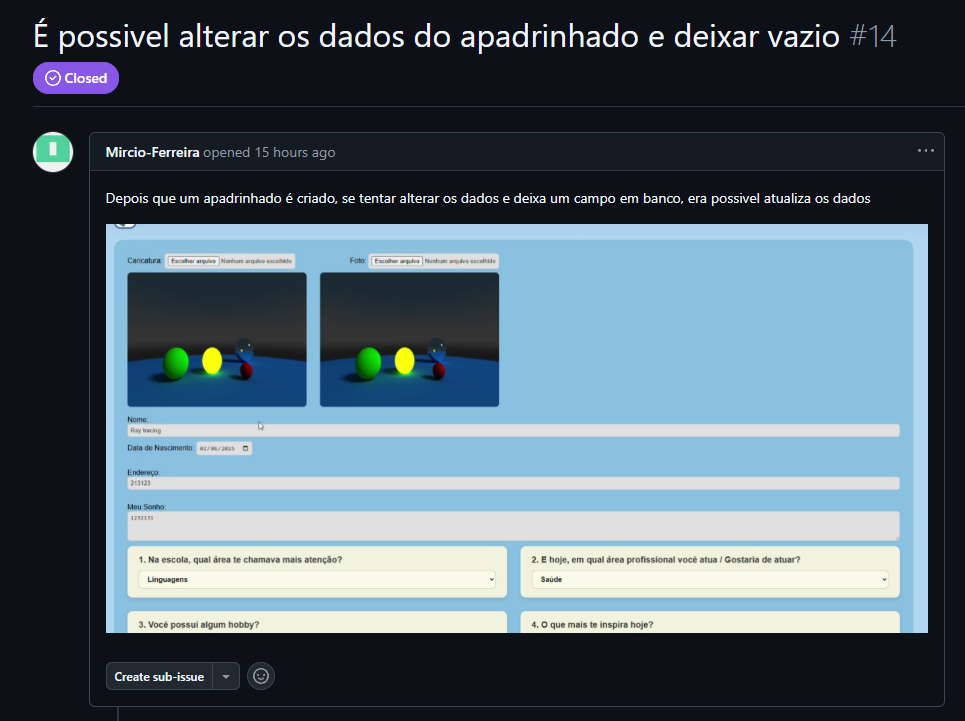 É possivel alterar os dados do apadrinhado e deixar vazio #14
Closed
Mircio-Ferreira opened 15 hours ago
Depois que um apadrinhado é criado, se tentar alterar os dados e deixa um campo em banco, era possivel atualiza os dados
Caricatura: Escolher arquivo Nenhum arquivo escolhido Foto: Escolher arquivo Nenhum arquivo escolhido
Nome:
Ray tracing
Data de Nascimento: 02/06/2025
Endereço:
213123
Meu Sonho:
1232131
1. Na escola, qual área te chamava mais atenção? 2. E hoje, em qual área profissional você atua / Gostaria de atuar?
Linguagens Saúde
3. Você possui algum hobby? 4. O que mais te inspira hoje?
Create sub-issue